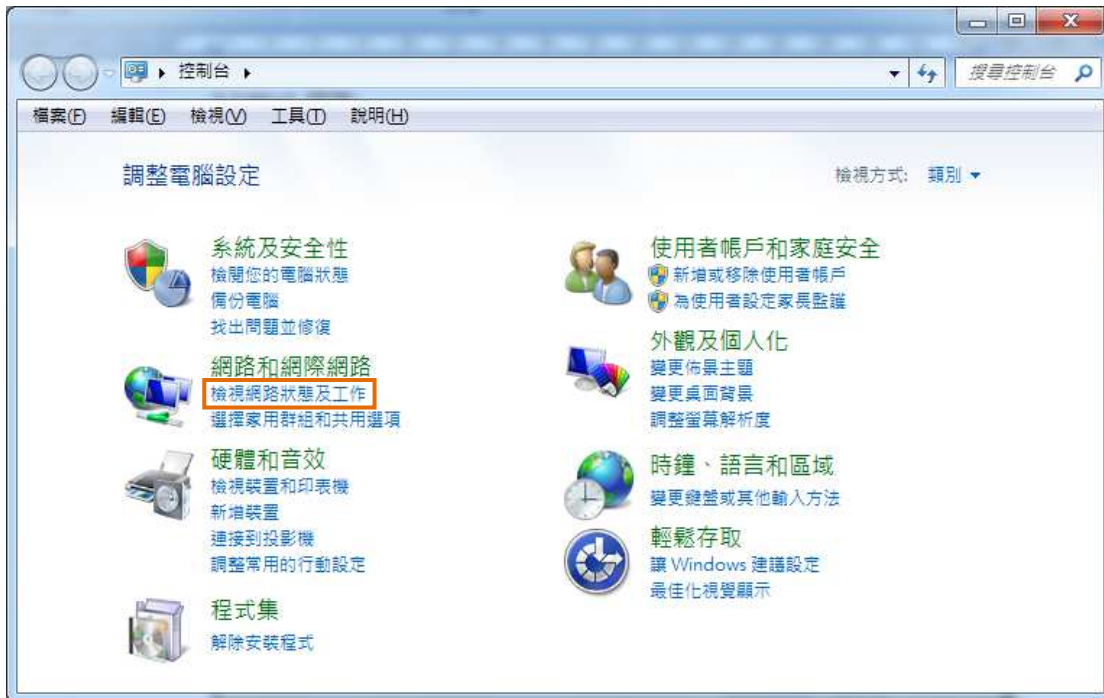 控制台
搜尋控制台
檔案(F) 編輯(E) 檢視(V) 工具(T) 說明(H)
調整電腦設定
檢視方式: 類別
系統及安全性
檢閱您的電腦狀態
備份電腦
找出問題並修復
網路和網際網路
檢視網路狀態及工作
選擇家用群組和共用選項
硬體和音效
檢視裝置和印表機
新增裝置
連接到投影機
調整常用的行動設定
程式集
解除安裝程式
使用者帳戶和家庭安全
新增或移除使用者帳戶
為使用者設定家長監護
外觀及個人化
變更佈景主題
變更桌面背景
調整螢幕解析度
時鐘、語言和區域
變更鍵盤或其他輸入方法
輕鬆存取
讓 Windows 建議設定
最佳化視覺顯示